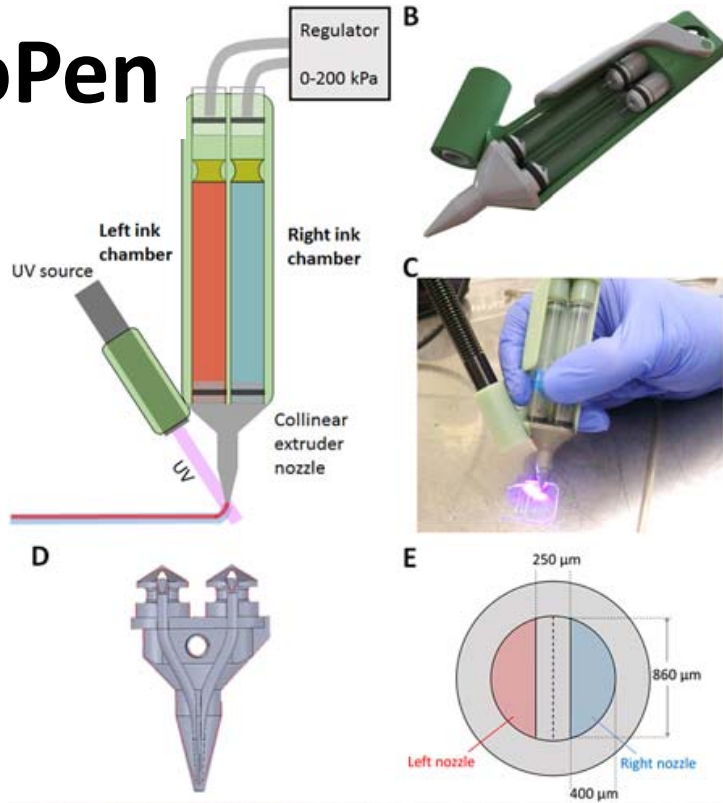 oPen
Regulator
0-200 kPa
B
Left ink
chamber
Right ink
chamber
UV source
C
Collinear
extruder
nozzle
UV
D
E
250 µm
860 µm
Left nozzle
Right nozzle
400 µm